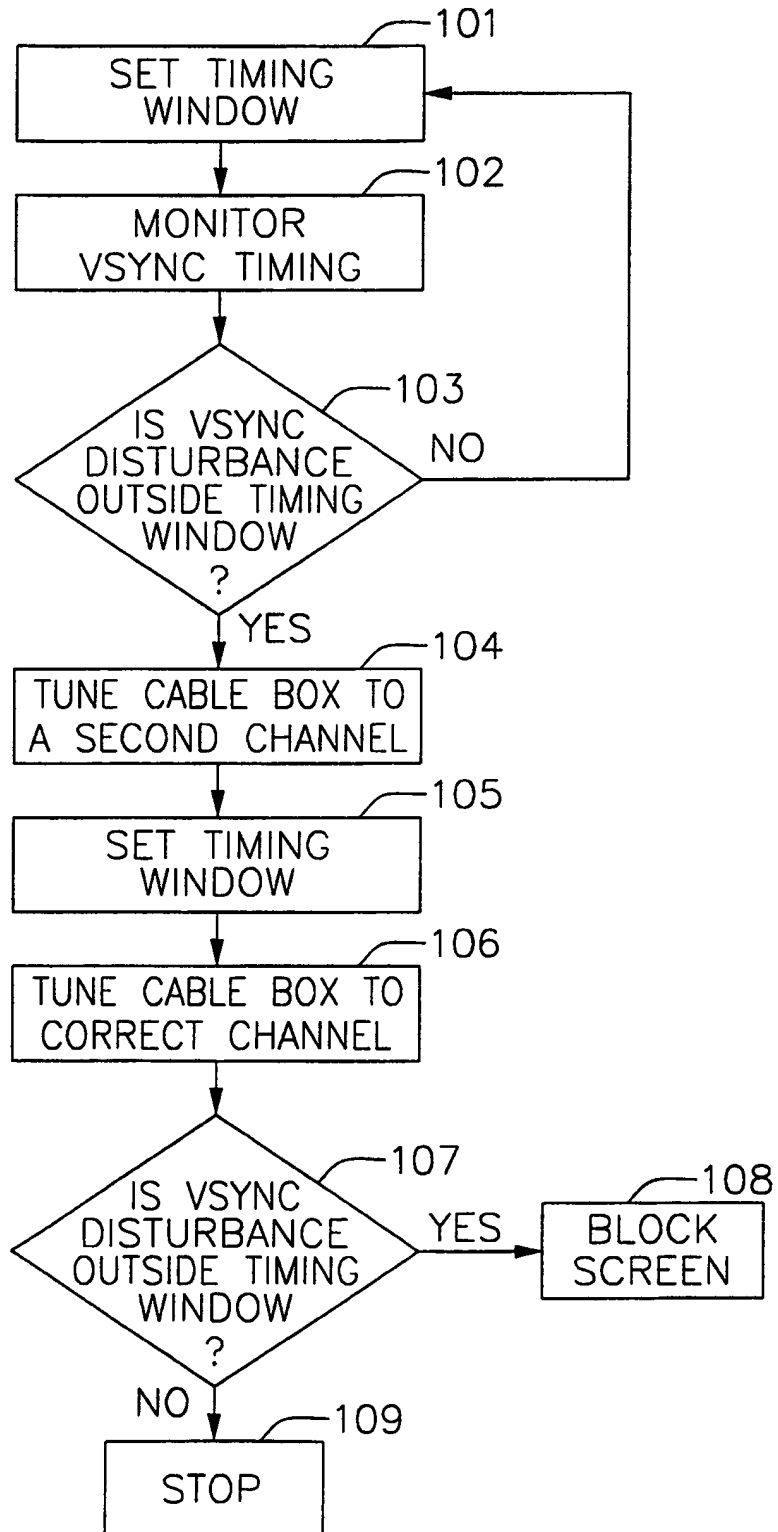 101
SET TIMING
WINDOW
102
MONITOR
VSYNC TIMING
103
IS VSYNC
DISTURBANCE
OUTSIDE TIMING
WINDOW
?
NO
YES
104
TUNE CABLE BOX TO
A SECOND CHANNEL
105
SET TIMING
WINDOW
106
TUNE CABLE BOX TO
CORRECT CHANNEL
107
IS VSYNC
DISTURBANCE
OUTSIDE TIMING
WINDOW
?
YES
108
BLOCK
SCREEN
NO
109
STOP